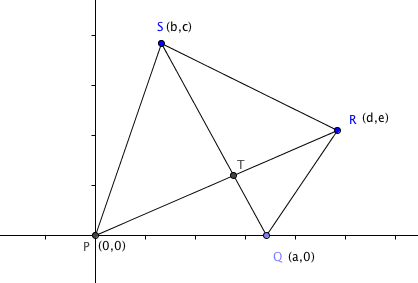 S (b,c)
R (d,e)
T
P (0,0)
Q (a,0)